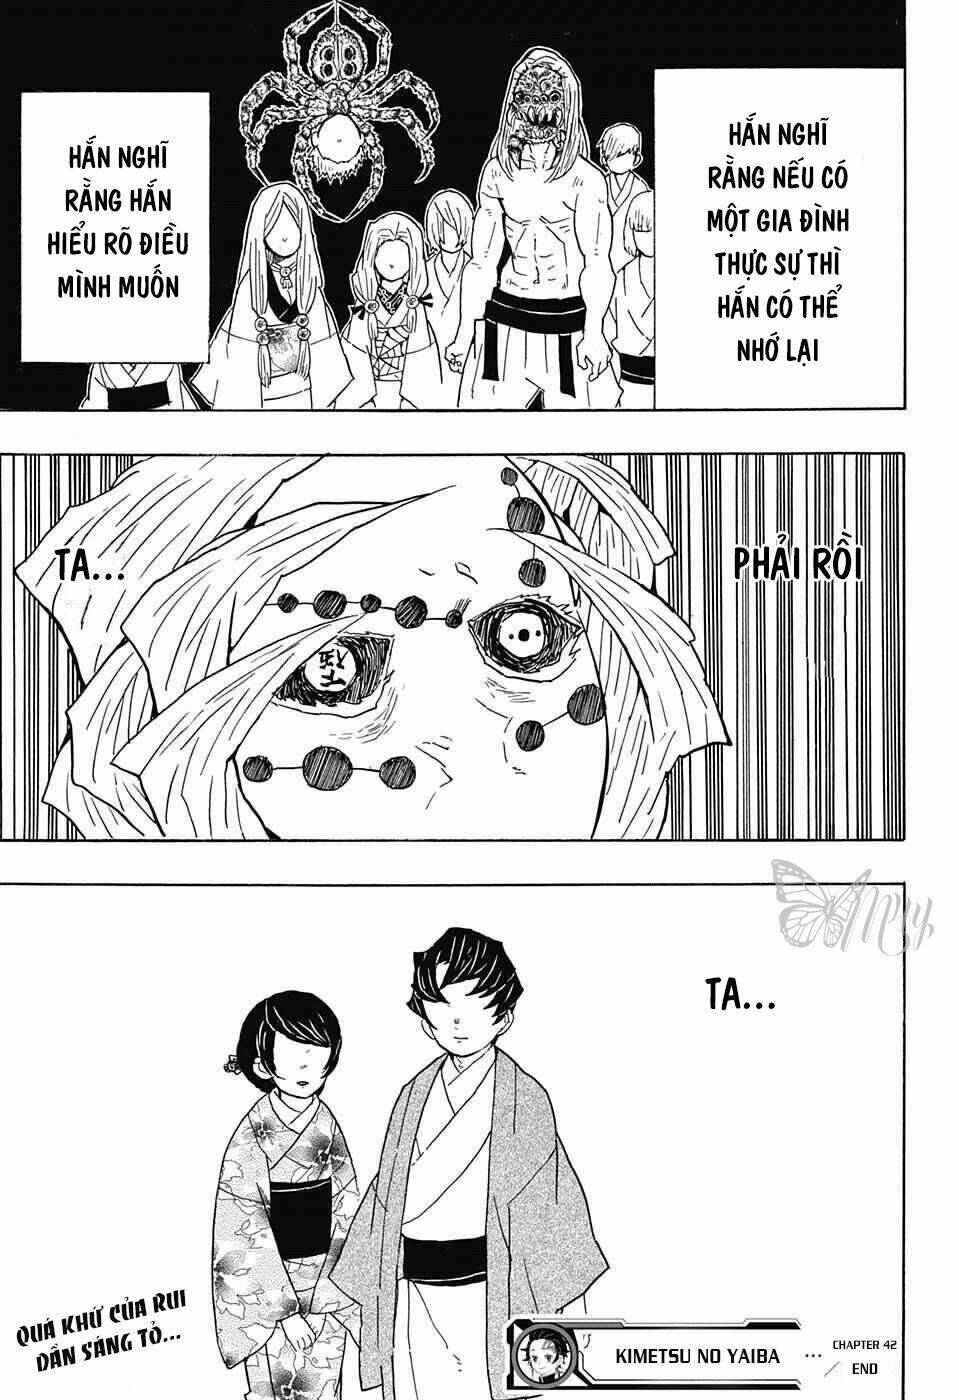 HẮN NGHĨ
RẰNG NẾU CÓ
MỘT GIA ĐÌNH
THỰC SỰ THÌ
HẮN CÓ THỂ
NHỚ LẠI
HẮN NGHĨ
RẰNG HẮN
HIỂU RÕ ĐIỀU
MÌNH MUỐN
PHẢI RỒI
TA...
TA...
QUÁ KHỨ CỦA RUI
DẦN SÁNG TỎ...
KIMETSU NO YAIBA ...
CHAPTER 42
END